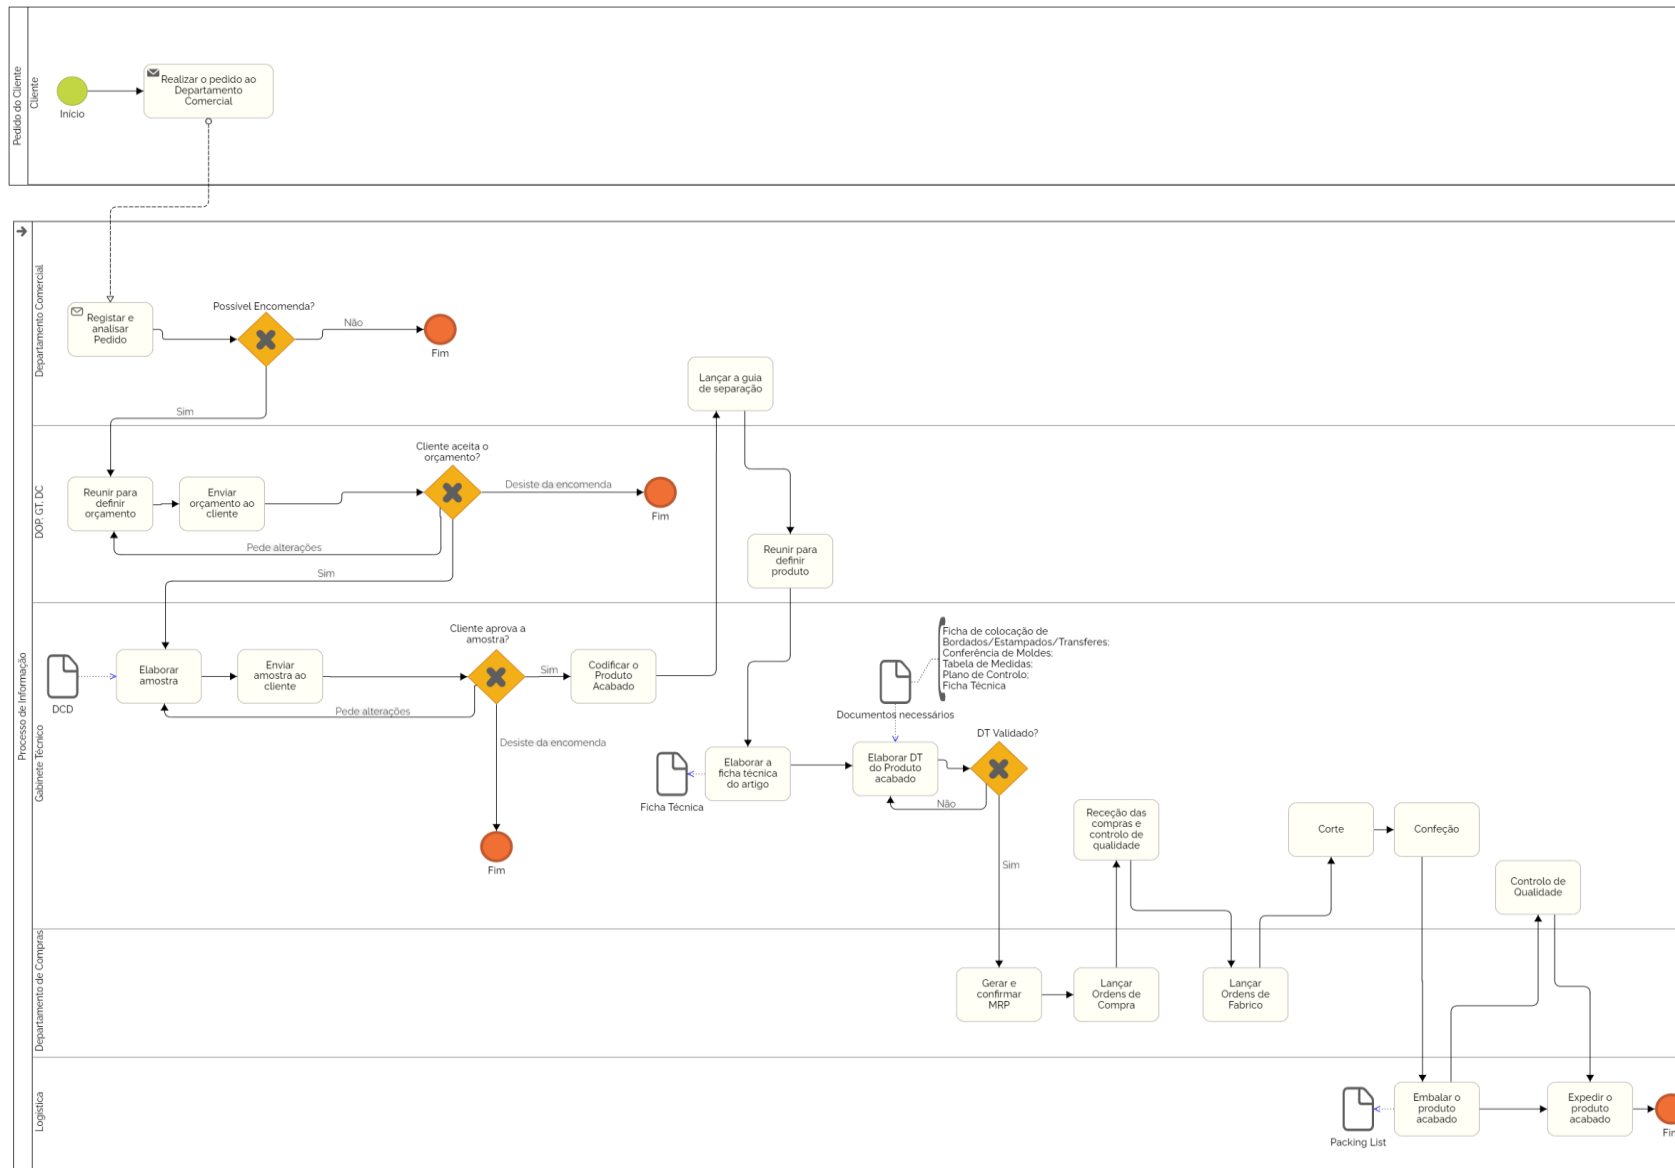 Pedido do Cliente
Cliente
Início
Realizar o pedido ao
Departamento
Comercial
Processo de Informação
Departamento Comercial
Registar e
analisar
Pedido
Possível Encomenda?
Não
Fim
Sim
Lançar a guia
de separação
DOP, GT, DC
Reunir para
definir
orçamento
Enviar
orçamento ao
cliente
Cliente aceita o
orçamento?
Desiste da encomenda
Fim
Pede alterações
Sim
Reunir para
definir
produto
Gabinete Técnico
DCD
Elaborar
amostra
Enviar
amostra ao
cliente
Cliente aprova a
amostra?
Sim
Codificar o
Produto
Acabado
Pede alterações
Desiste da encomenda
Fim
Ficha de colocação de
Bordados/Estampados/Transferes;
Conferência de Moldes;
Tabela de Medidas;
Plano de Controlo;
Ficha Técnica
Documentos necessários
Ficha Técnica
Elaborar a
ficha técnica
do artigo
Elaborar DT
do Produto
acabado
DT Validado?
Não
Sim
Receção das
compras e
controlo de
qualidade
Corte
Confeção
Controlo de
Qualidade
Departamento de Compras
Gerar e
confirmar
MRP
Lançar
Ordens de
Compra
Lançar
Ordens de
Fabrico
Logística
Packing List
Embalar o
produto
acabado
Expedir o
produto
acabado
Fim